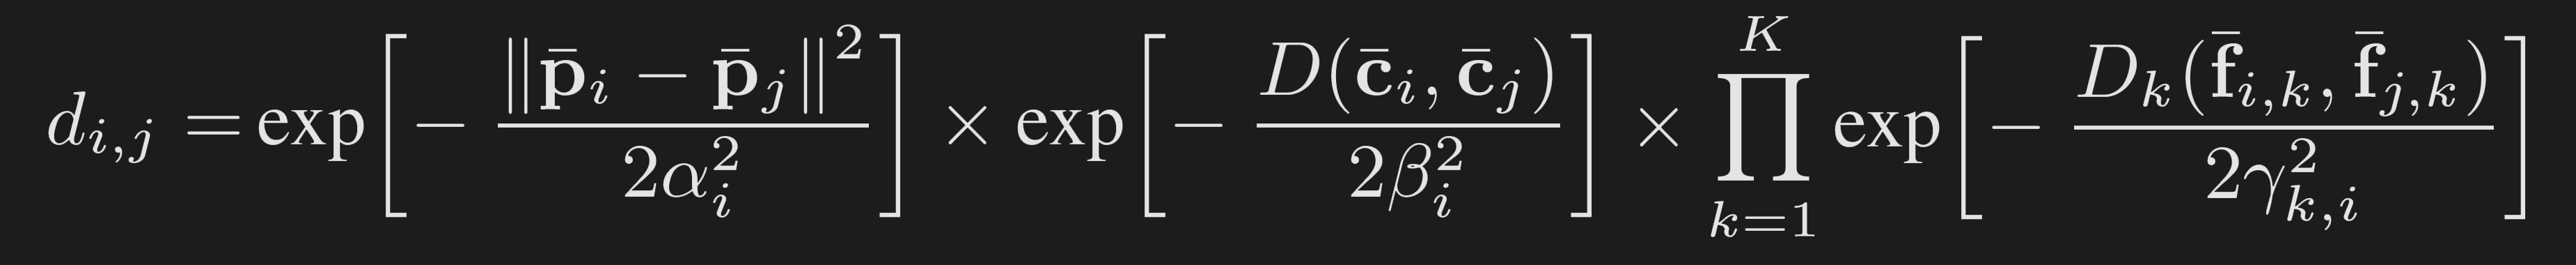 d_{i,j} = \exp\left[-\frac{\|\bar{\mathbf{p}}_i - \bar{\mathbf{p}}_j\|^2}{2\alpha_i^2}\right] \times \exp\left[-\frac{D(\bar{\mathbf{c}}_i, \bar{\mathbf{c}}_j)}{2\beta_i^2}\right] \times \prod_{k=1}^{K} \exp\left[-\frac{D_k(\bar{\mathbf{f}}_{i,k}, \bar{\mathbf{f}}_{j,k})}{2\gamma_{k,i}^2}\right]